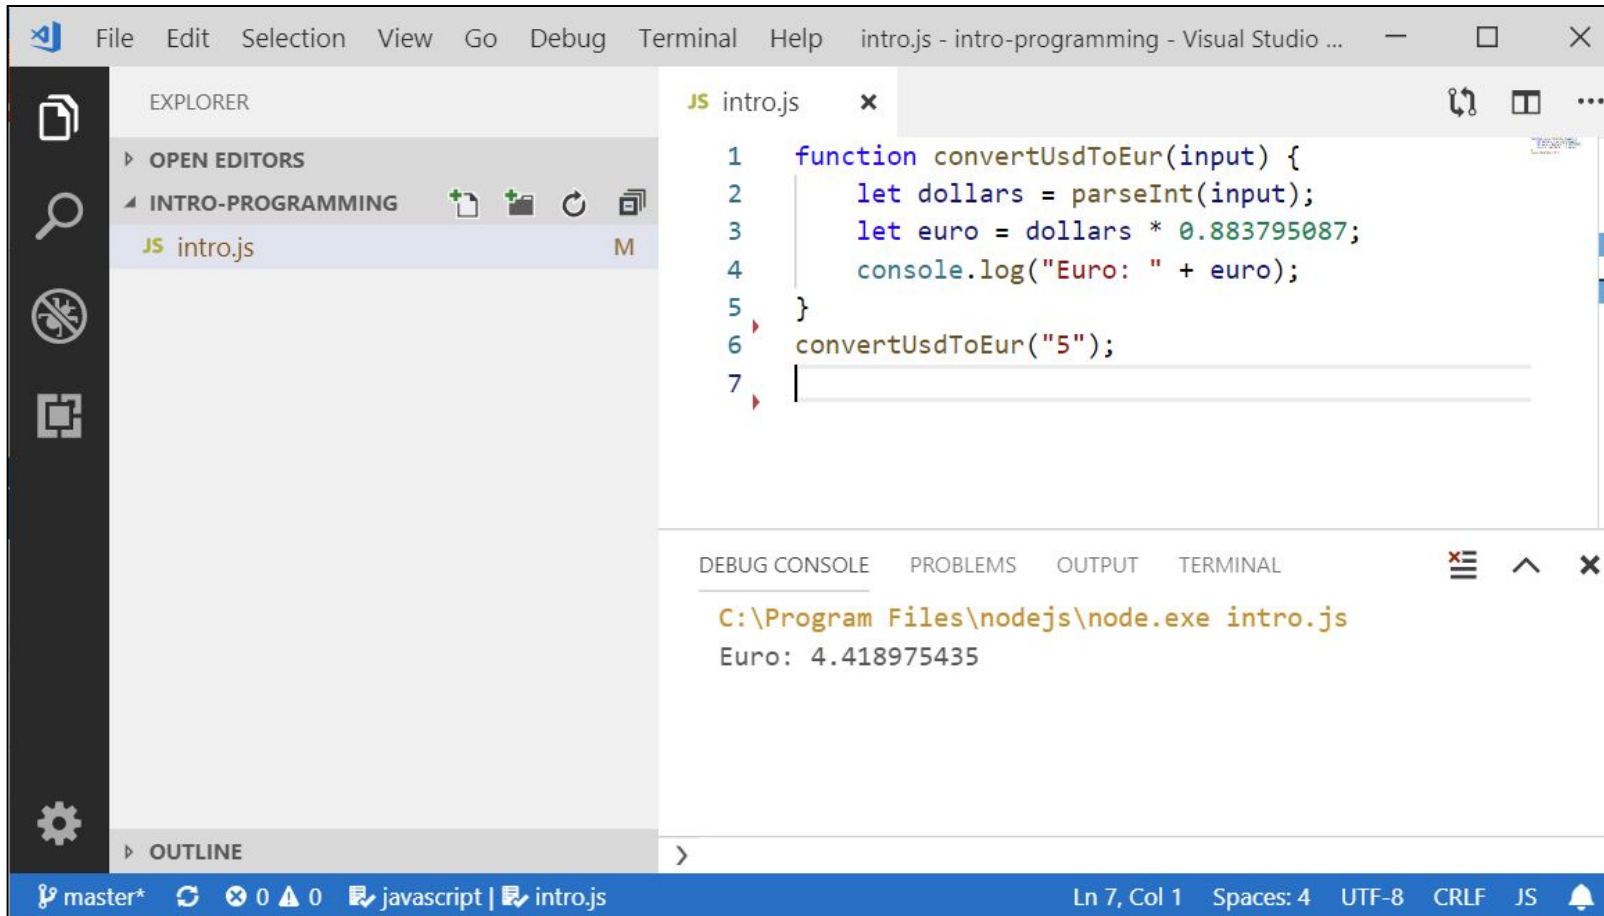 File Edit Selection View Go Debug Terminal Help intro.js - intro-programming - Visual Studio ...
EXPLORER
OPEN EDITORS
INTRO-PROGRAMMING
JS intro.js M
OUTLINE
JS intro.js
1 function convertUsdToEur(input) {
2 let dollars = parseInt(input);
3 let euro = dollars * 0.883795087;
4 console.log("Euro: " + euro);
5 }
6 convertUsdToEur("5");
7
DEBUG CONSOLE PROBLEMS OUTPUT TERMINAL
C:\Program Files\nodejs\node.exe intro.js
Euro: 4.418975435
master* 0 0 javascript | intro.js Ln 7, Col 1 Spaces: 4 UTF-8 CRLF JS